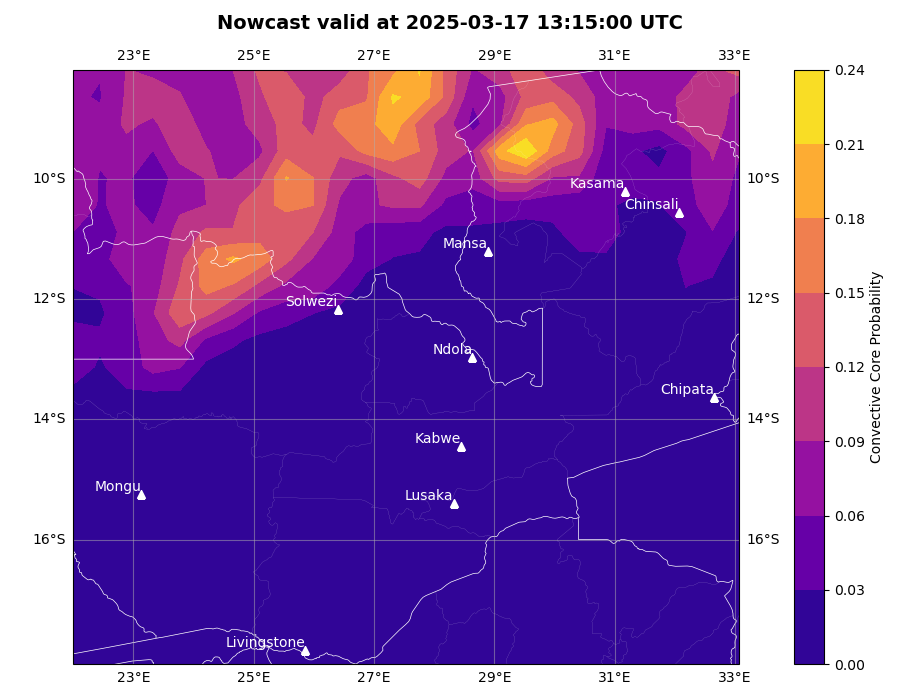 Nowcast valid at 2025-03-17 13:15:00 UTC
23°E 25°E 27°E 29°E 31°E 33°E
0.24
0.21
10°S Kasama 10°S
Chinsali
0.18
Mansa
0.15
12°S Solwezi 12°S
Ndola
0.12
Chipata
14°S 14°S
0.09
Kabwe
Mongu
Lusaka
0.06
16°S 16°S
0.03
Livingstone
0.00
23°E 25°E 27°E 29°E 31°E 33°E
Convective Core Probability